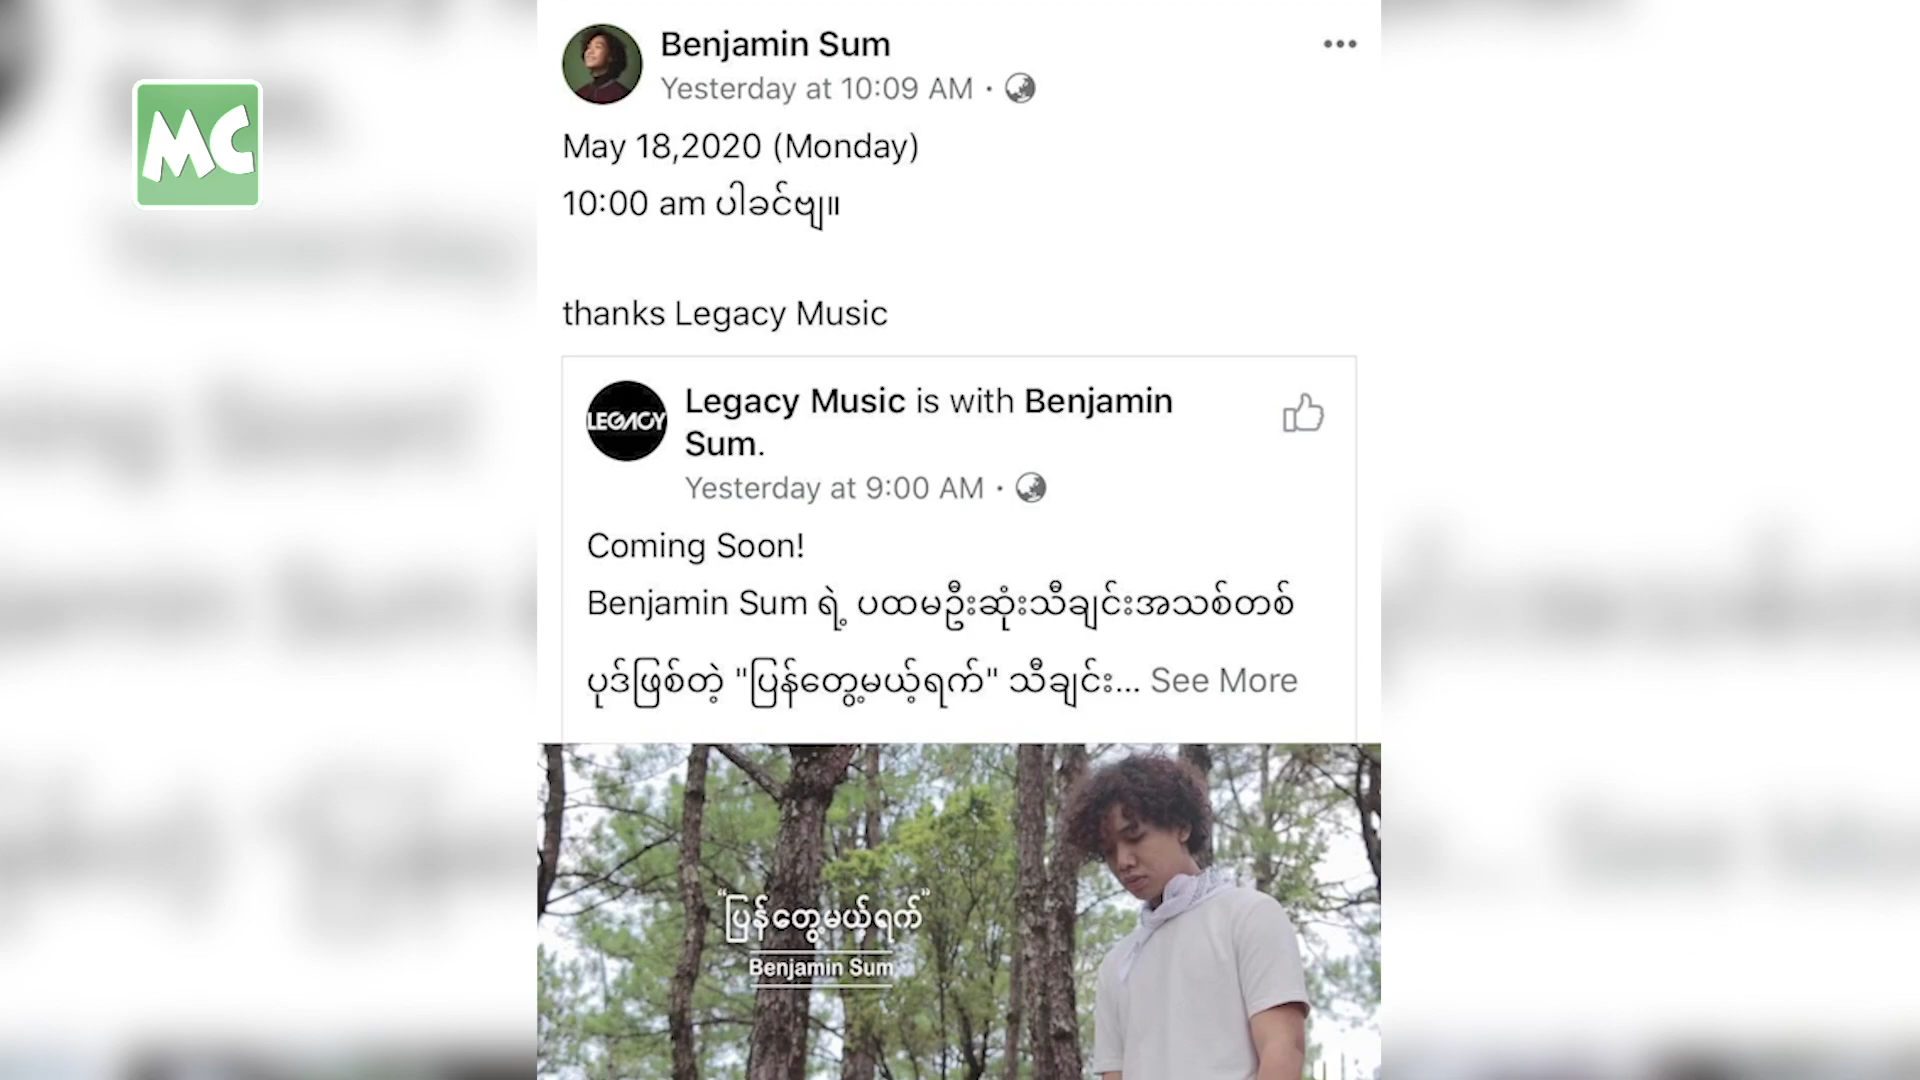 MC
Benjamin Sum
Yesterday at 10:09 AM ·
May 18,2020 (Monday)
10:00 am ပါခင်ဗျ။
thanks Legacy Music
LEGACY
Legacy Music is with Benjamin
Sum.
Yesterday at 9:00 AM ·
Coming Soon!
Benjamin Sum ရဲ့ ပထမဦးဆုံးသီချင်းအသစ်တစ်
ပုဒ်ဖြစ်တဲ့ "ပြန်တွေ့မယ့်ရက်" သီချင်း... See More
"ပြန်တွေ့မယ့်ရက်"
Benjamin Sum